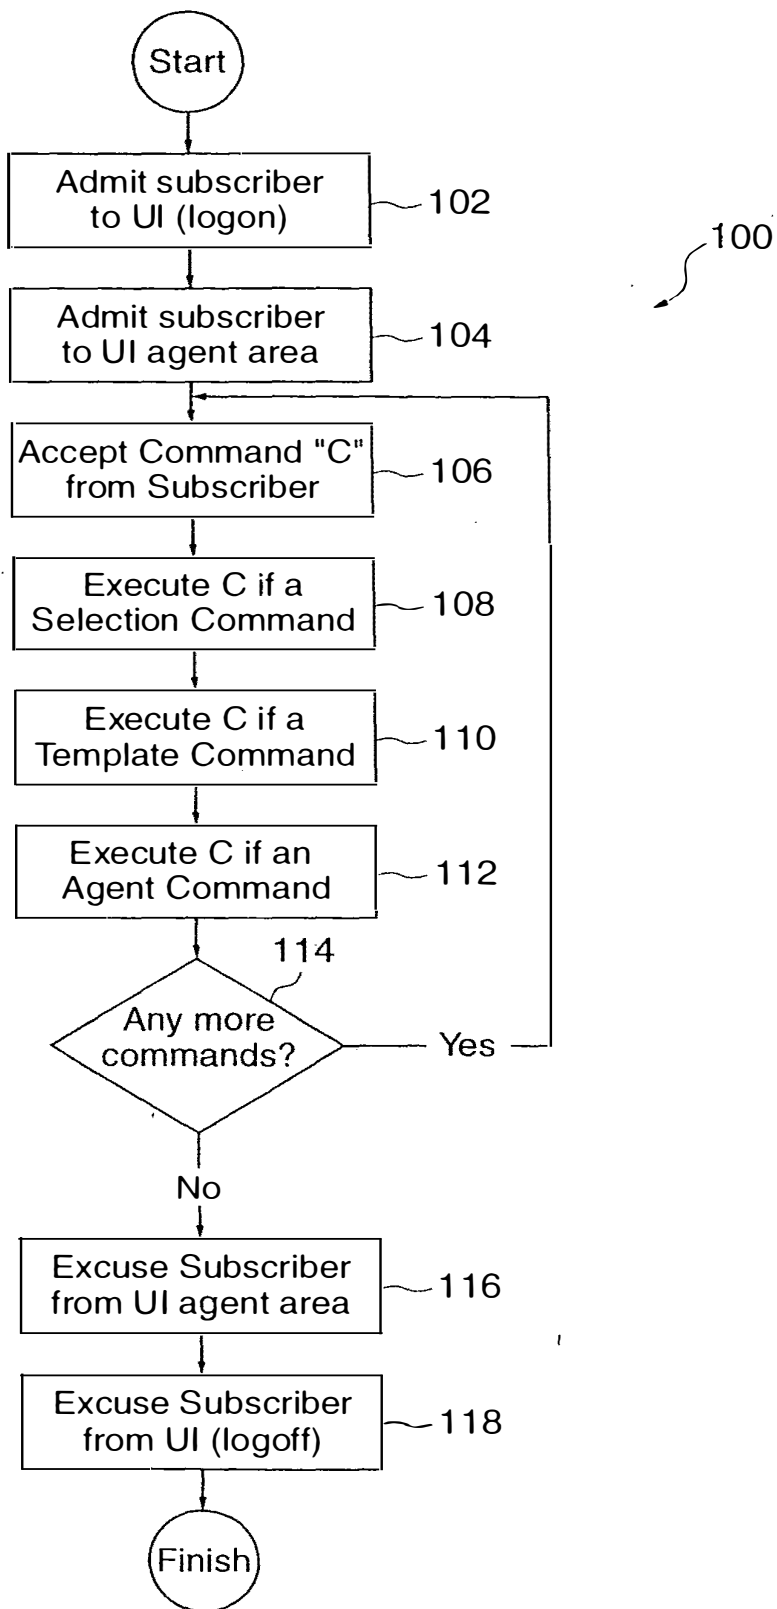 Start
Admit subscriber
to UI (logon)
102
100
Admit subscriber
to UI agent area
104
Accept Command "C"
from Subscriber
106
Execute C if a
Selection Command
108
Execute C if a
Template Command
110
Execute C if an
Agent Command
112
114
Any more
commands?
Yes
No
Excuse Subscriber
from UI agent area
116
Excuse Subscriber
from UI (logoff)
118
Finish